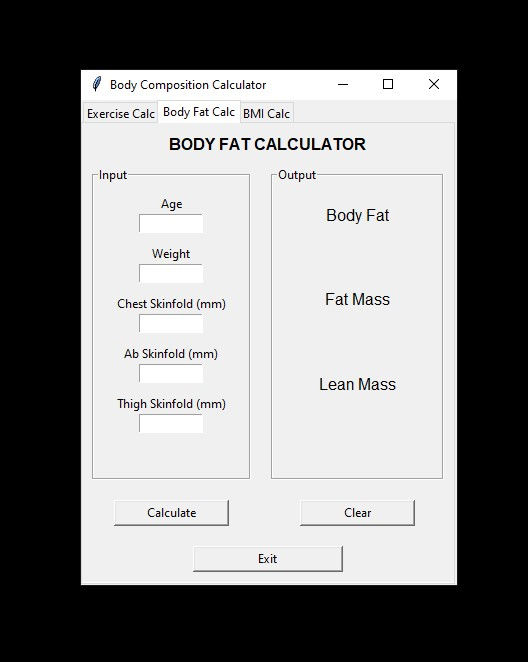 Body Composition Calculator
Exercise Calc Body Fat Calc BMI Calc
BODY FAT CALCULATOR
Input
Age
Weight
Chest Skinfold (mm)
Ab Skinfold (mm)
Thigh Skinfold (mm)
Output
Body Fat
Fat Mass
Lean Mass
Calculate
Clear
Exit